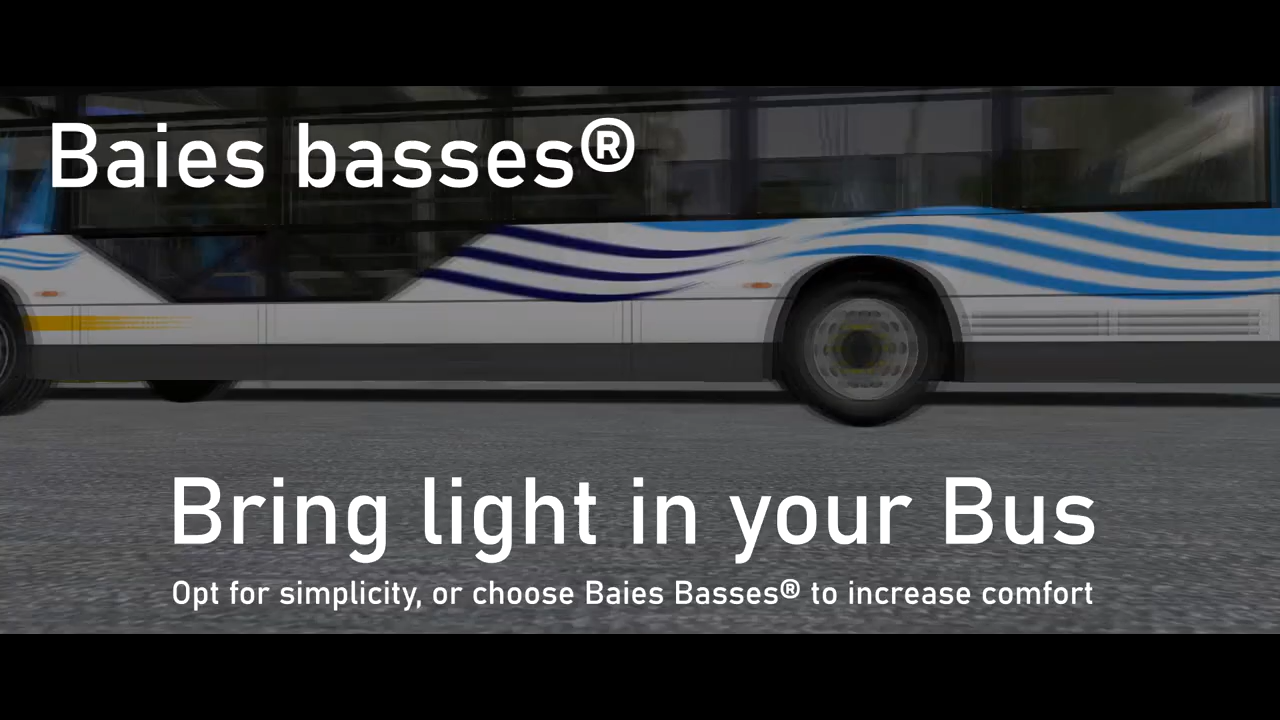 Baies basses®
Bring light in your Bus
Opt for simplicity, or choose Baies Basses® to increase comfort